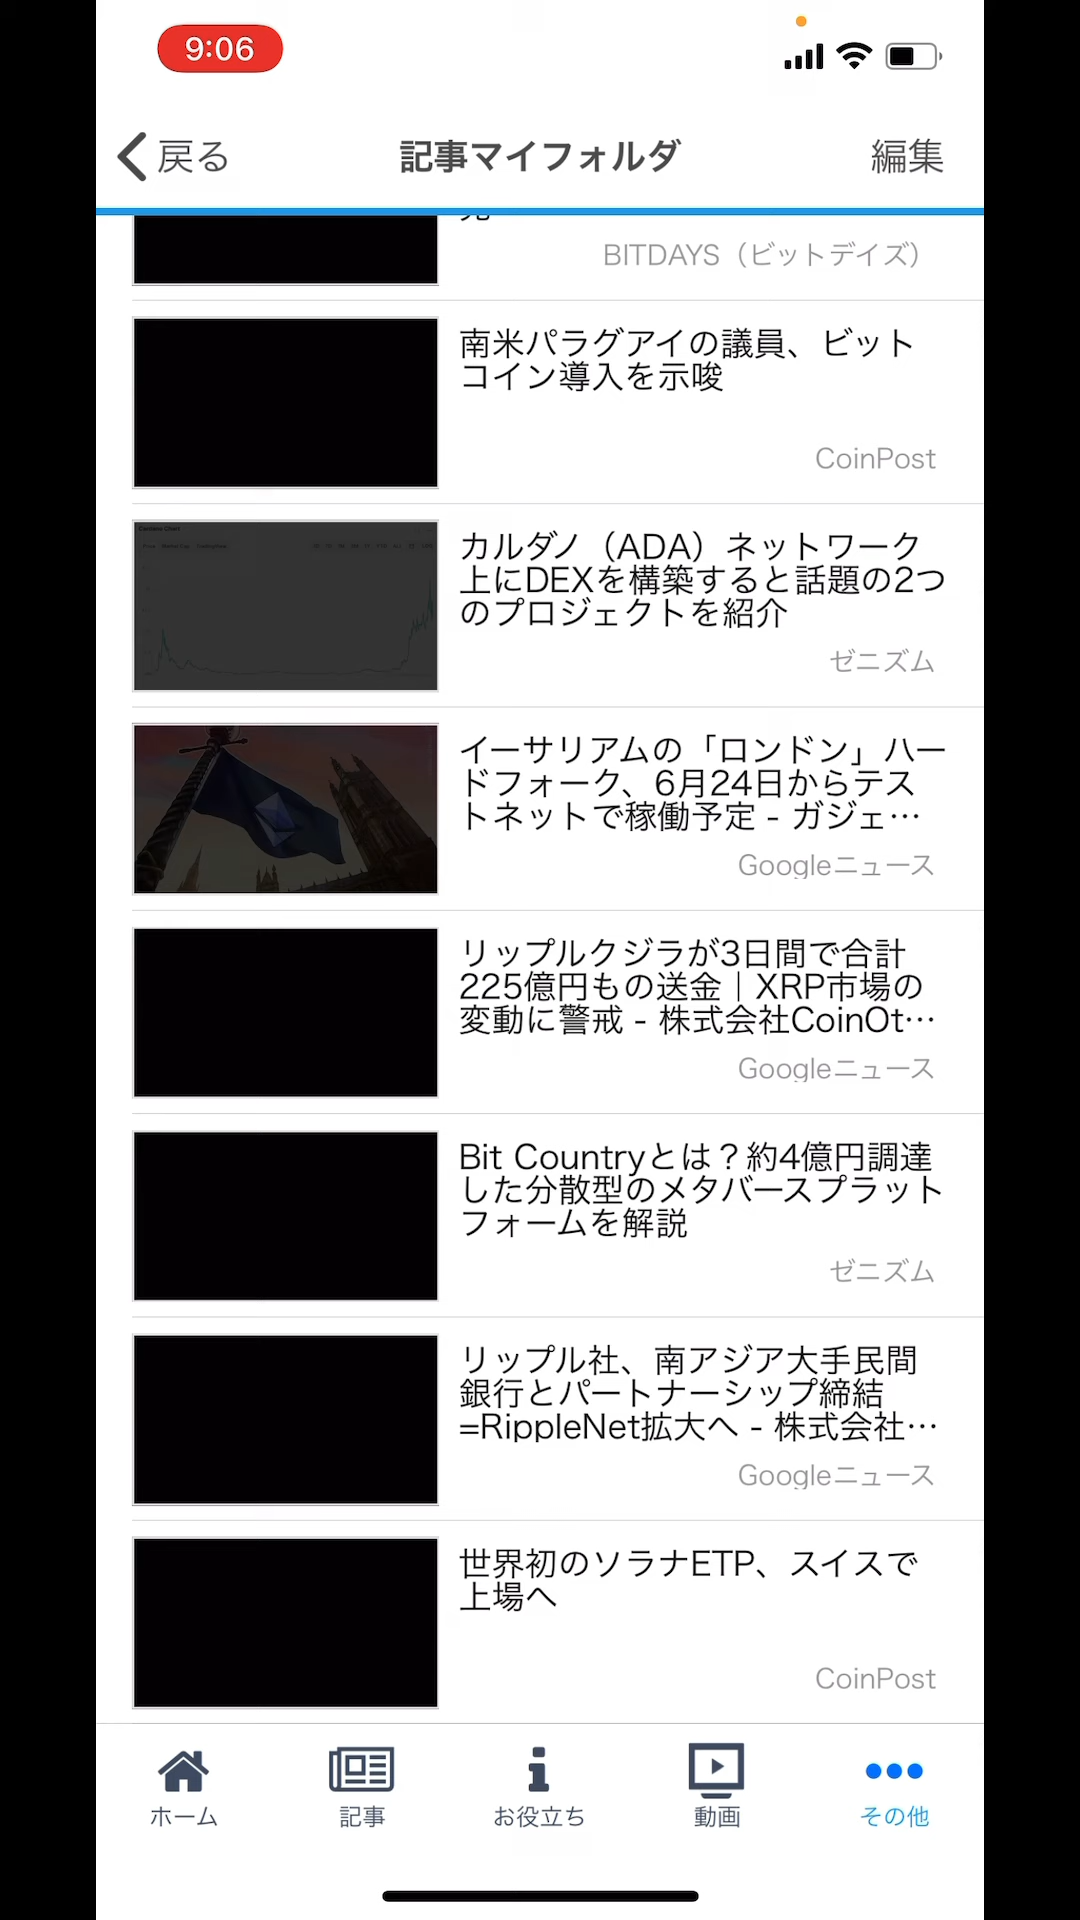 9:06
戻る
記事マイフォルダ
編集
BITDAYS（ビットデイズ）
南米パラグアイの議員、ビット
コイン導入を示唆
CoinPost
カルダノ（ADA）ネットワーク
上にDEXを構築すると話題の2つ
のプロジェクトを紹介
ゼニズム
イーサリアムの「ロンドン」ハー
ドフォーク、6月24日からテス
トネットで稼働予定 - ガジェ…
Googleニュース
リップルクジラが3日間で合計
225億円もの送金｜XRP市場の
変動に警戒 - 株式会社CoinOt…
Googleニュース
Bit Countryとは？約4億円調達
した分散型のメタバースプラット
フォームを解説
ゼニズム
リップル社、南アジア大手民間
銀行とパートナーシップ締結
=RippleNet拡大へ - 株式会社…
Googleニュース
世界初のソラナETP、スイスで
上場へ
CoinPost
ホーム
記事
お役立ち
動画
その他